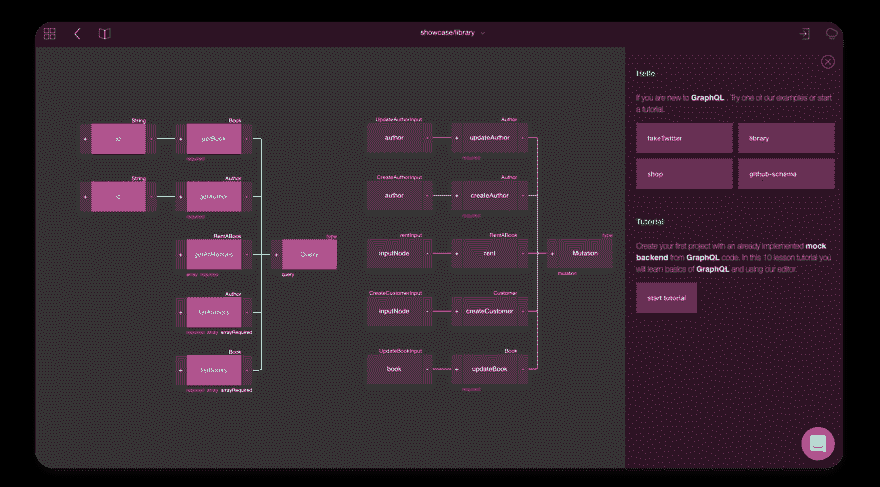 showcase/library
String
Book
id
getBook
required
String
Author
id
getAuthor
required
RentABook
array required
Author
required array arrayRequired
Book
listBooks
required array arrayRequired
type
Query
query
UpdateAuthorInput
Author
author
updateAuthor
required
CreateAuthorInput
Author
author
createAuthor
required
rentInput
RentABook
inputNode
rent
CreateCustomerInput
Customer
inputNode
createCustomer
UpdateBookInput
Book
book
updateBook
required
type
Mutation
mutation
Hello
If you are new to GraphQL . Try one of our examples or start
a tutorial.
fakeTwitter
library
shop
github-schema
Tutorial
Create your first project with an already implemented mock
backend from GraphQL code. In this 10 lesson tutorial you
will learn basics of GraphQL and using our editor.
start tutorial